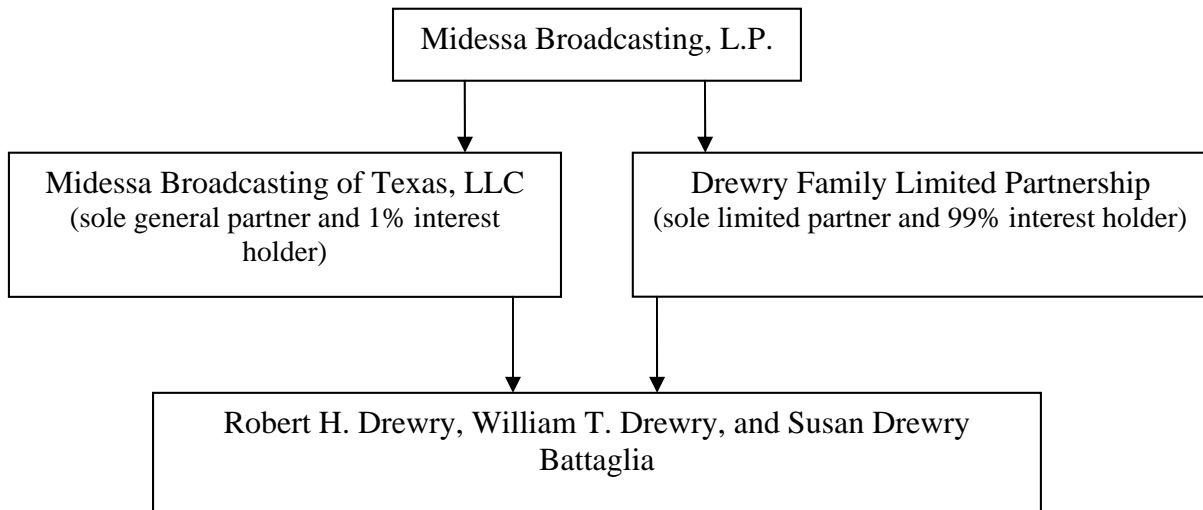 Midessa Broadcasting, L.P.
Midessa Broadcasting of Texas, LLC
(sole general partner and 1% interest
holder)
Drewry Family Limited Partnership
(sole limited partner and 99% interest holder)
Robert H. Drewry, William T. Drewry, and Susan Drewry
Battaglia